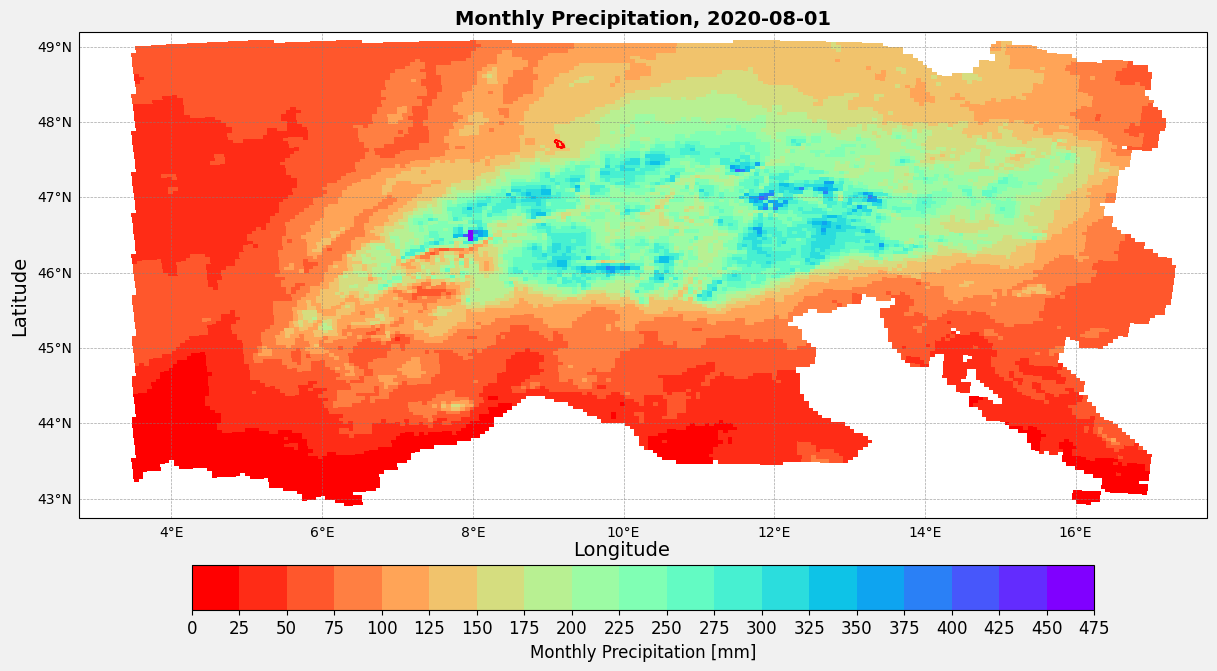 Monthly Precipitation, 2020-08-01
49°N
48°N
47°N
46°N
45°N
44°N
43°N
Latitude
4°E 6°E 8°E 10°E 12°E 14°E 16°E
Longitude
0 25 50 75 100 125 150 175 200 225 250 275 300 325 350 375 400 425 450 475
Monthly Precipitation [mm]